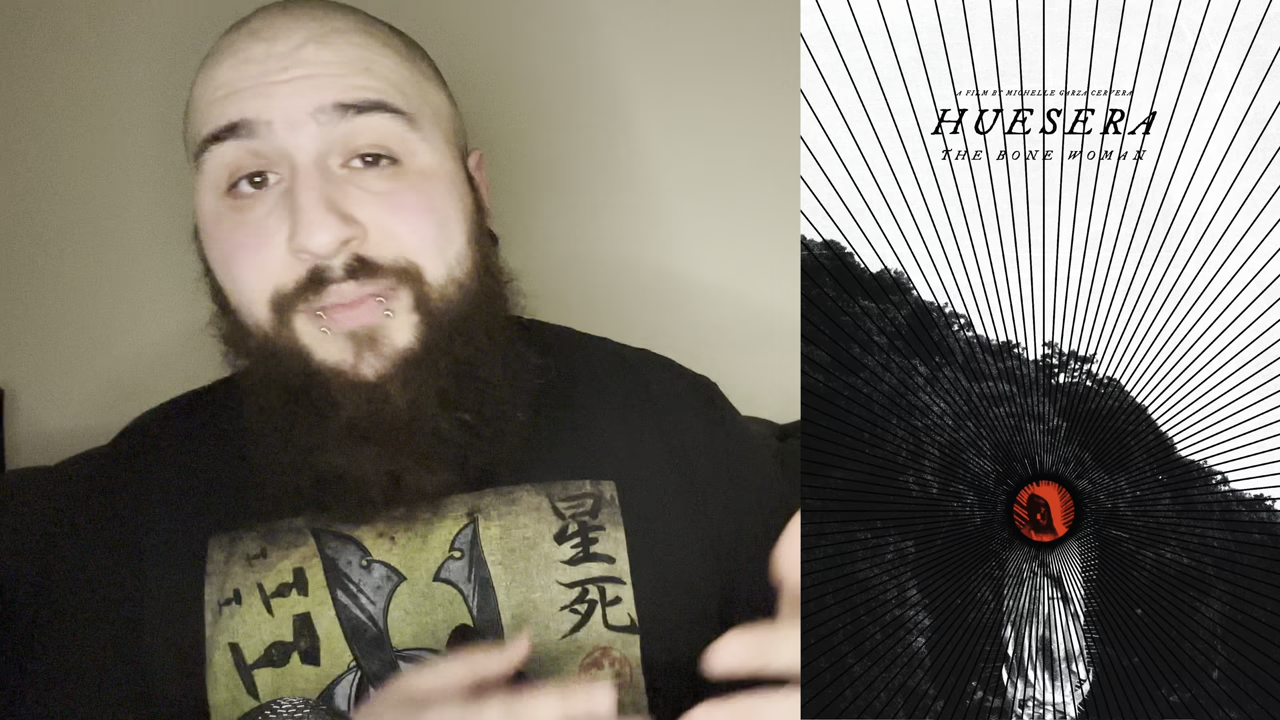 星
死
A FILM BY MICHELLE GARZA CERVERA
HUESERA
THE BONE WOMAN